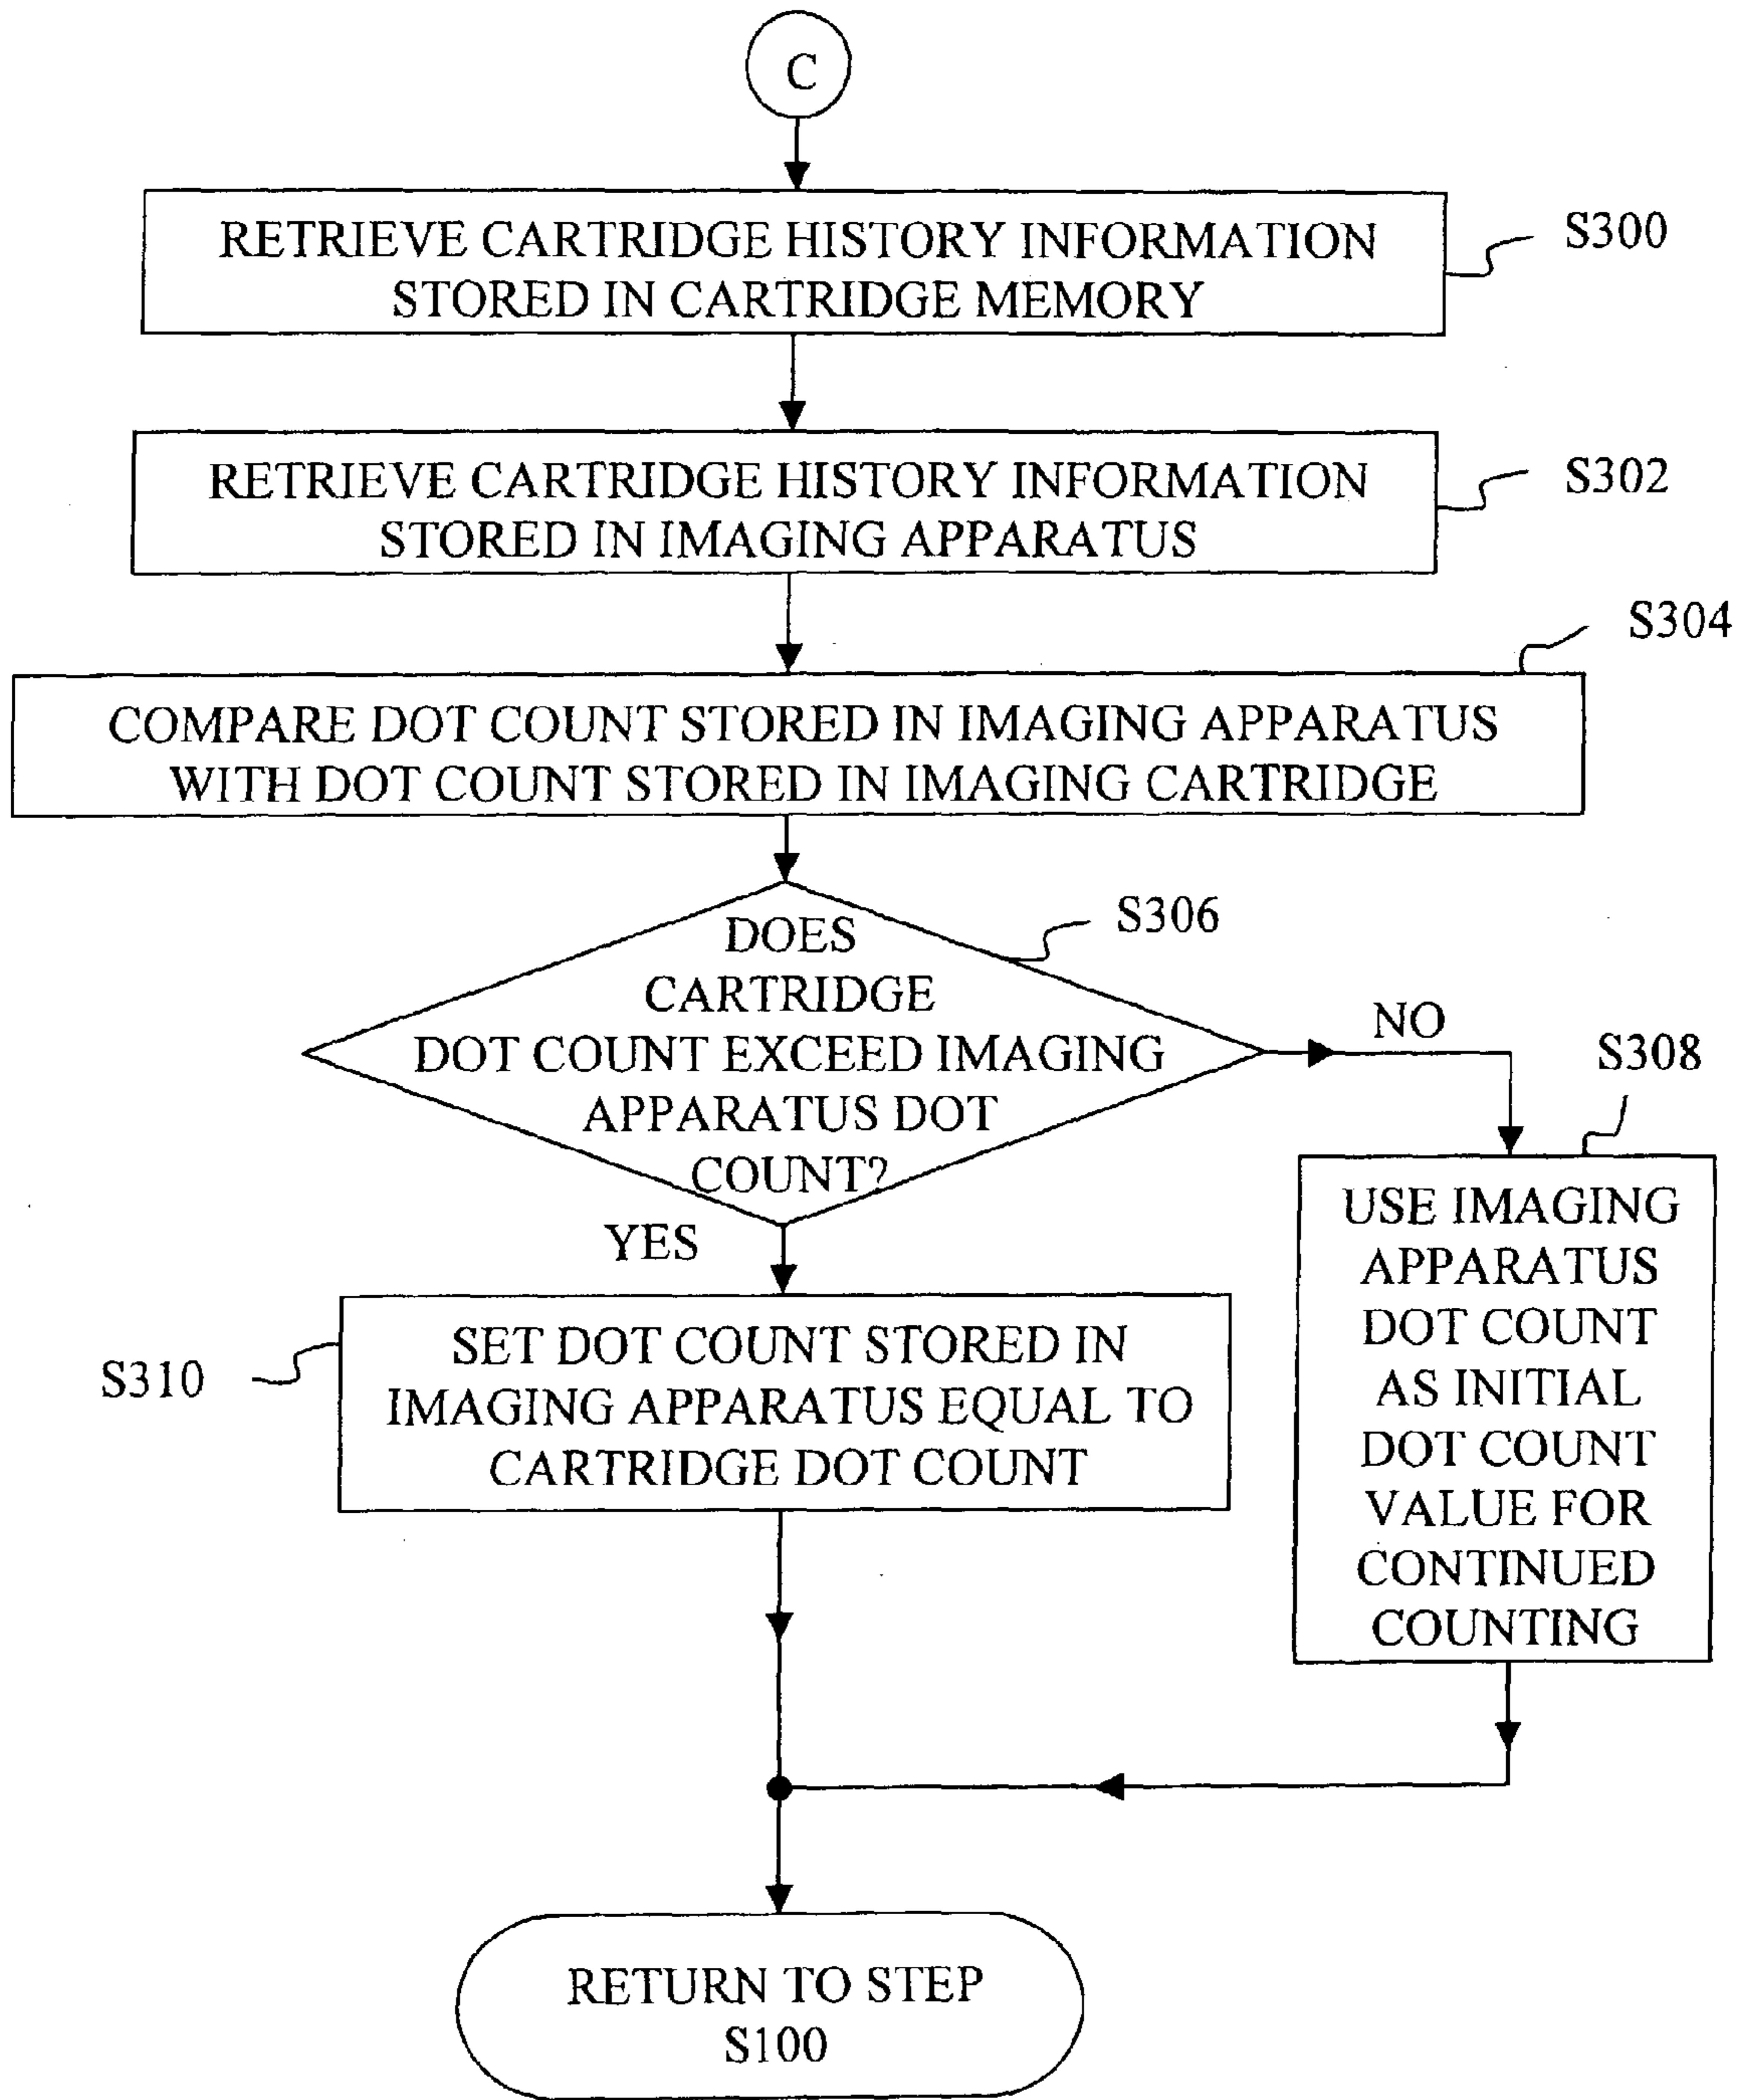 C
RETRIEVE CARTRIDGE HISTORY INFORMATION
STORED IN CARTRIDGE MEMORY
S300
RETRIEVE CARTRIDGE HISTORY INFORMATION
STORED IN IMAGING APPARATUS
S302
S304
COMPARE DOT COUNT STORED IN IMAGING APPARATUS
WITH DOT COUNT STORED IN IMAGING CARTRIDGE
S306
DOES
CARTRIDGE
DOT COUNT EXCEED IMAGING
APPARATUS DOT
COUNT?
NO
S308
USE IMAGING
APPARATUS
DOT COUNT
AS INITIAL
DOT COUNT
VALUE FOR
CONTINUED
COUNTING
YES
S310
SET DOT COUNT STORED IN
IMAGING APPARATUS EQUAL TO
CARTRIDGE DOT COUNT
RETURN TO STEP
S100